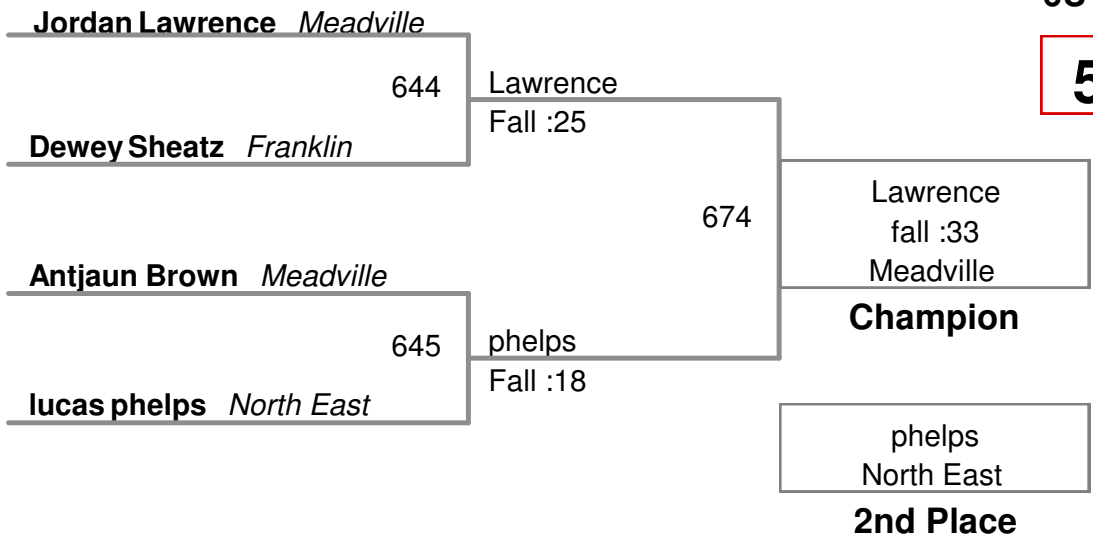 Jordan Lawrence Meadville
644
Lawrence
Fall :25
Dewey Sheatz Franklin
5
674
Lawrence
fall :33
Meadville
Champion
Antjaun Brown Meadville
645
phelps
Fall :18
lucas phelps North East
phelps
North East
2nd Place